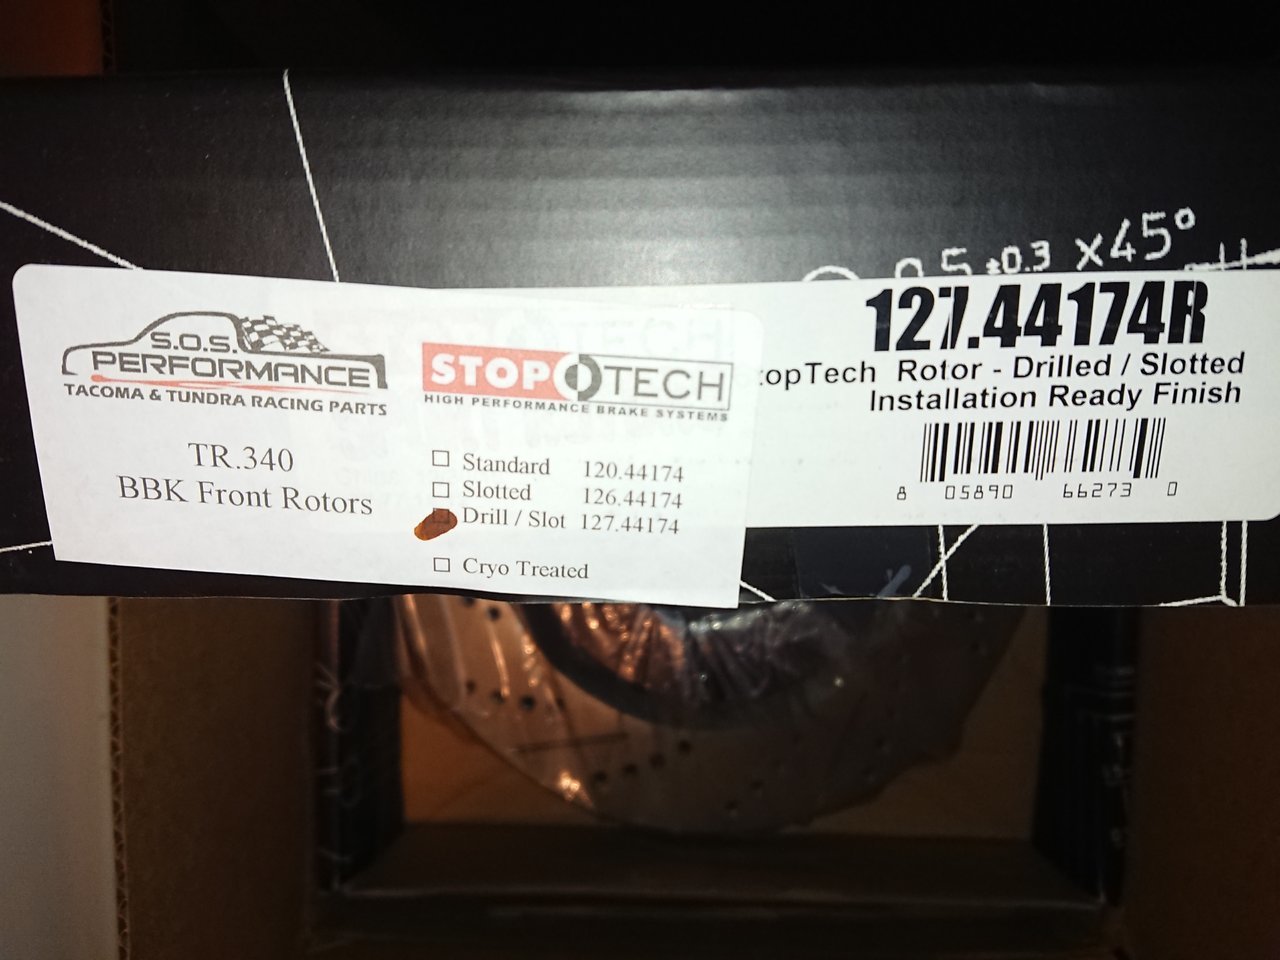 ±0.3 x45°
S.O.S.
PERFORMANCE
TACOMA & TUNDRA RACING PARTS
TR.340
BBK Front Rotors
STOPTECH
HIGH PERFORMANCE BRAKE SYSTEMS
☐ Standard 120.44174
☐ Slotted 126.44174
☐ Drill / Slot 127.44174
☐ Cryo Treated
127.44174R
topTech Rotor - Drilled / Slotted
Installation Ready Finish
8 05890 66273 0